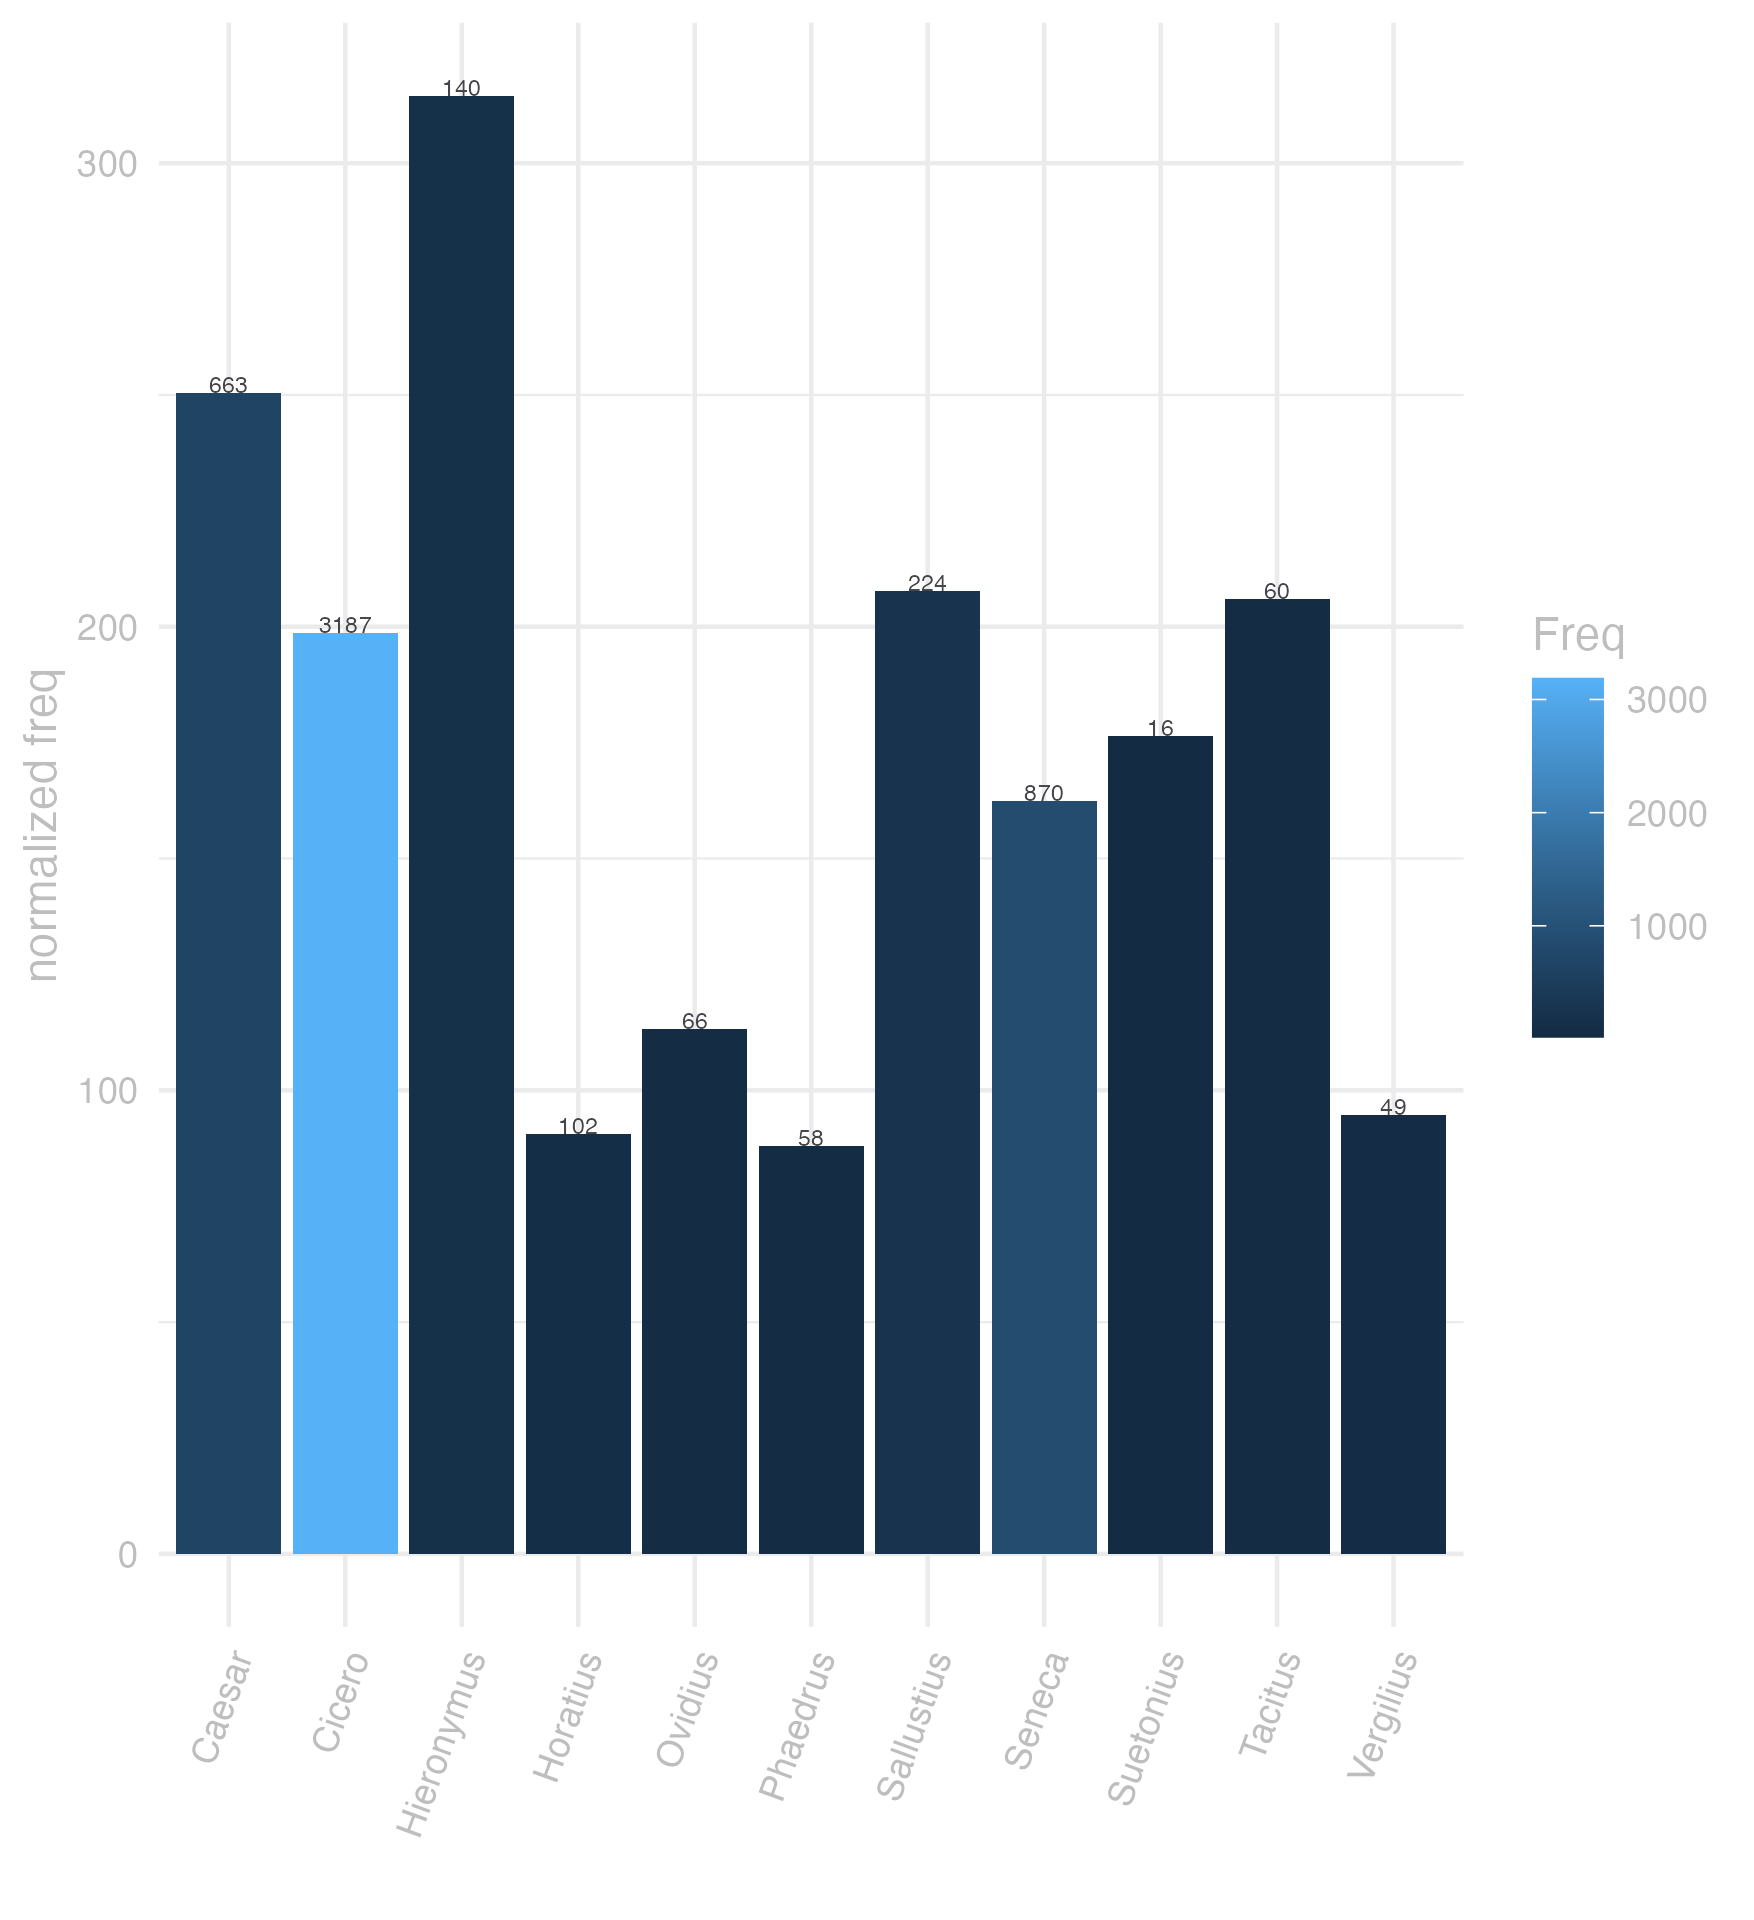 140
300
663
224
60
3187
200
Freq
3000
16
870
2000
normalized freq
1000
66
100
49
102
58
0
Caesar
Cicero
Hieronymus
Horatius
Ovidius
Phaedrus
Sallustius
Seneca
Suetonius
Tacitus
Vergilius